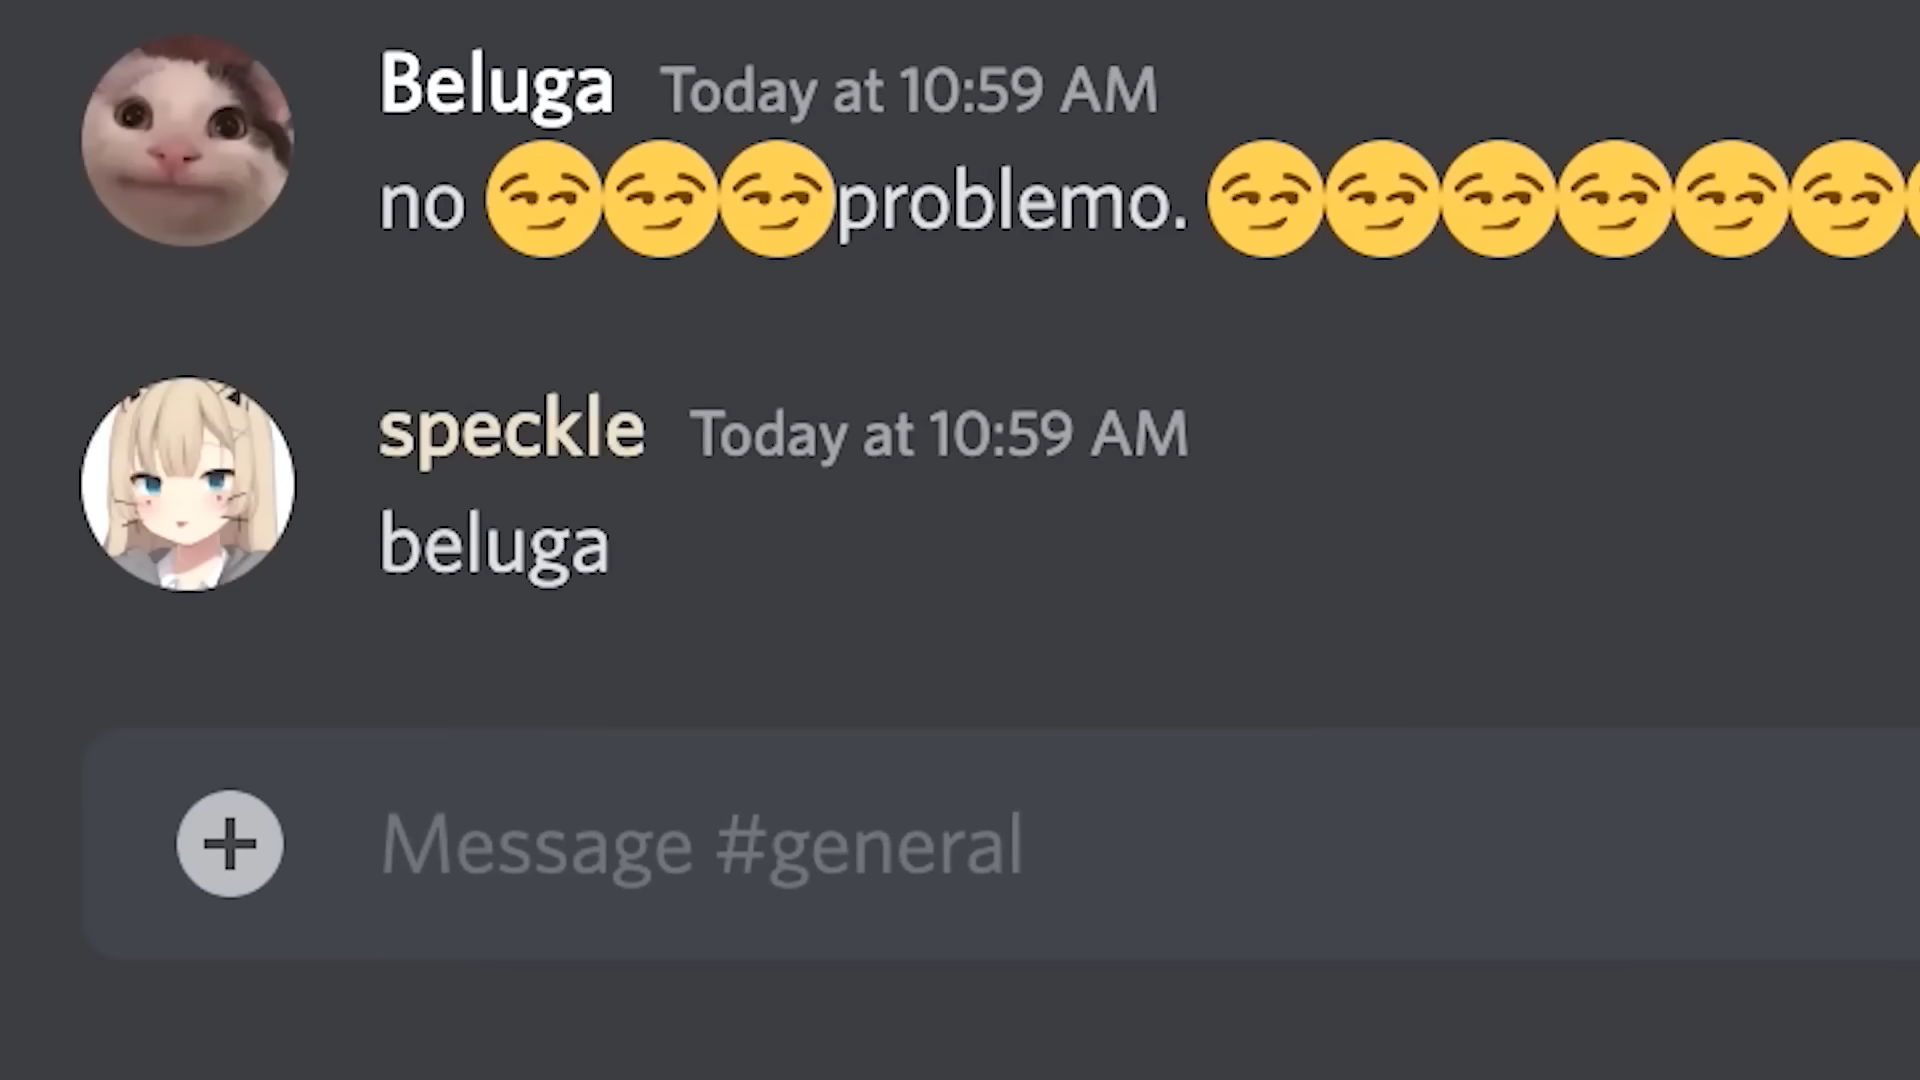 Beluga Today at 10:59 AM
no 😏😏😏problemo. 😏😏😏😏😏😏
speckle Today at 10:59 AM
beluga
Message #general